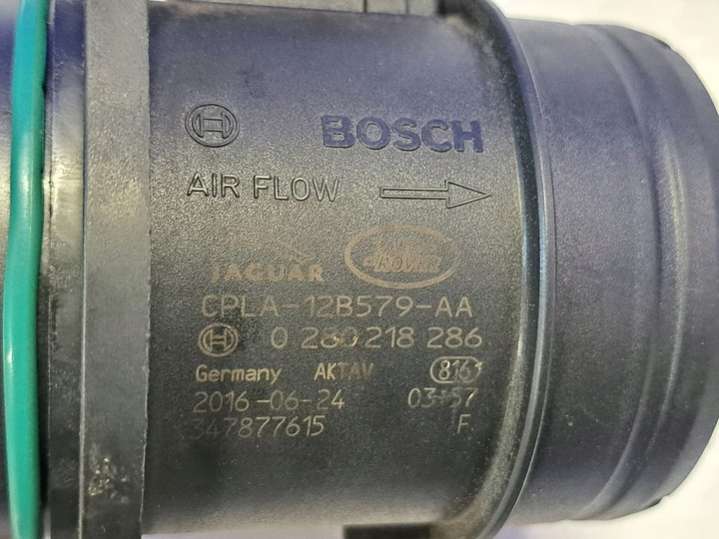 BOSCH
AIR FLOW
JAGUAR
ROVER
CPLA-12B579-AA
0 280 218 286
Germany AKTAV 816
2016-06-24 03:57
347877615 F